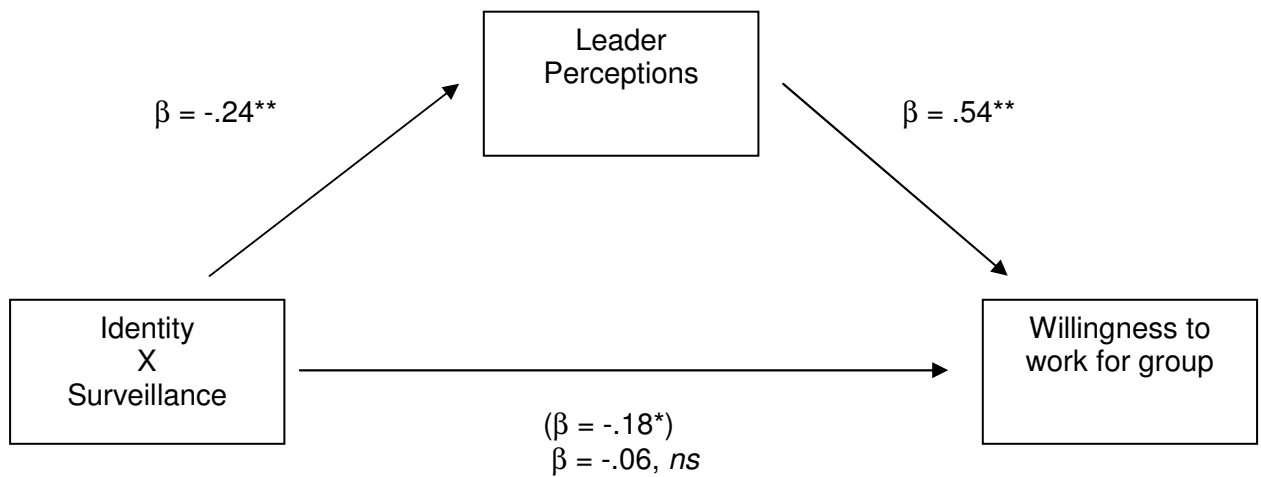 Leader
Perceptions
β = -.24**
β = .54**
Identity
X
Surveillance
Willingness to
work for group
(β = -.18*)
β = -.06, ns